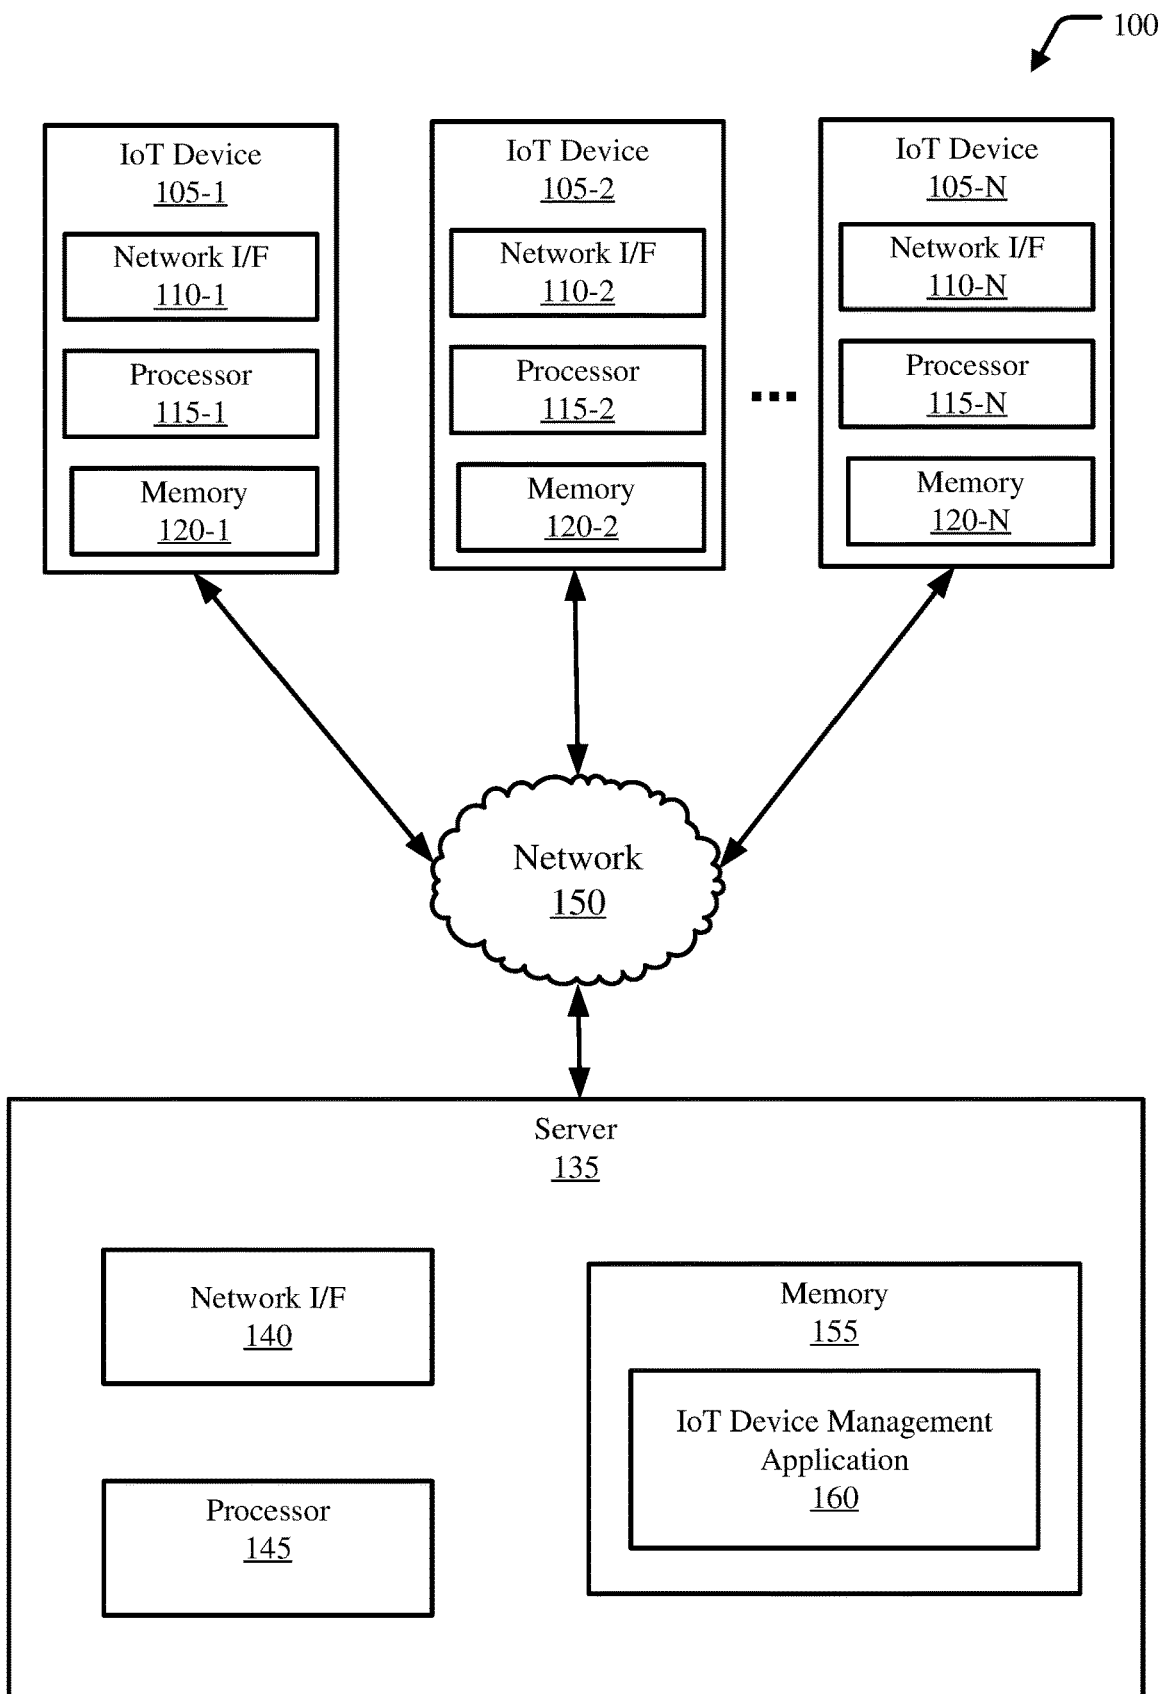 100
IoT Device
105-1
Network I/F
110-1
Processor
115-1
Memory
120-1
IoT Device
105-2
Network I/F
110-2
Processor
115-2
Memory
120-2
...
IoT Device
105-N
Network I/F
110-N
Processor
115-N
Memory
120-N
Network
150
Server
135
Network I/F
140
Processor
145
Memory
155
IoT Device Management
Application
160